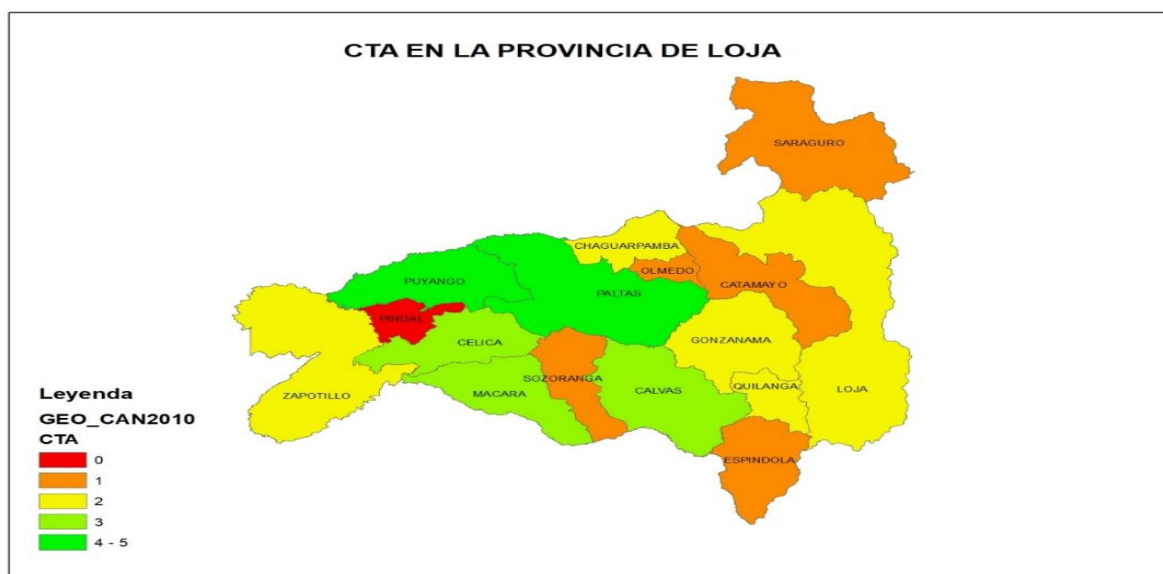 CTA EN LA PROVINCIA DE LOJA
SARAGURO
CHAGUARPAMBA
OLMEDO
CATAMAYO
PUYANGO
PALTAS
PINDAL
CELICA
GONZANAMA
SOZORANGA
CALVAS
QUILANGA
LOJA
ZAPOTILLO
MACARA
ESPINDOLA
Leyenda
GEO_CAN2010
CTA
0
1
2
3
4 - 5